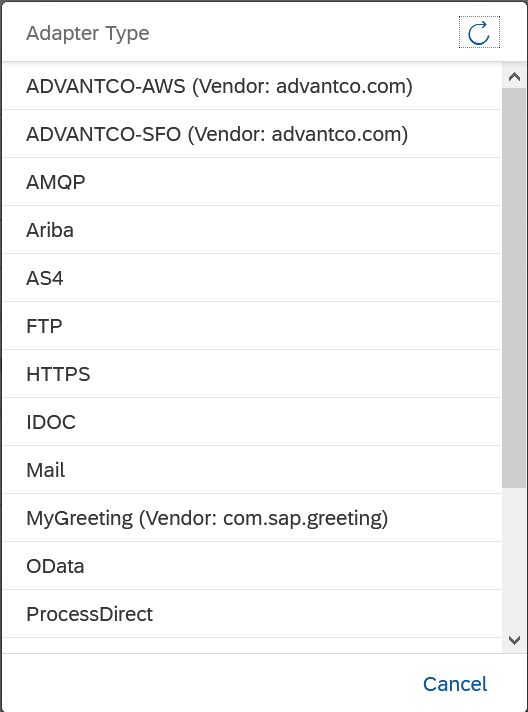 Adapter Type
ADVANTCO-AWS (Vendor: advantco.com)
ADVANTCO-SFO (Vendor: advantco.com)
AMQP
Ariba
AS4
FTP
HTTPS
IDOC
Mail
MyGreeting (Vendor: com.sap.greeting)
OData
ProcessDirect
Cancel